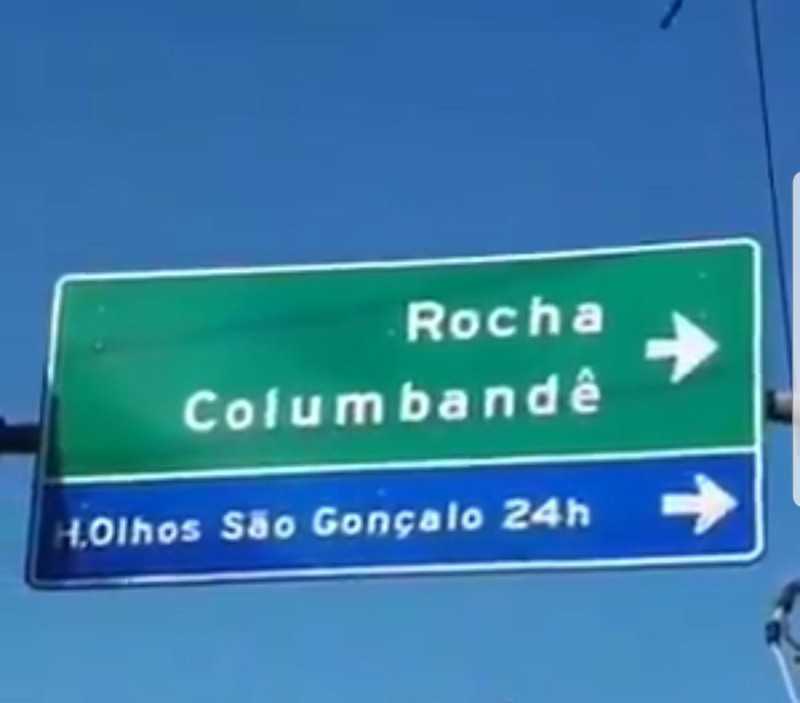 Rocha
Columbandê
H.Olhos São Gonçalo 24h